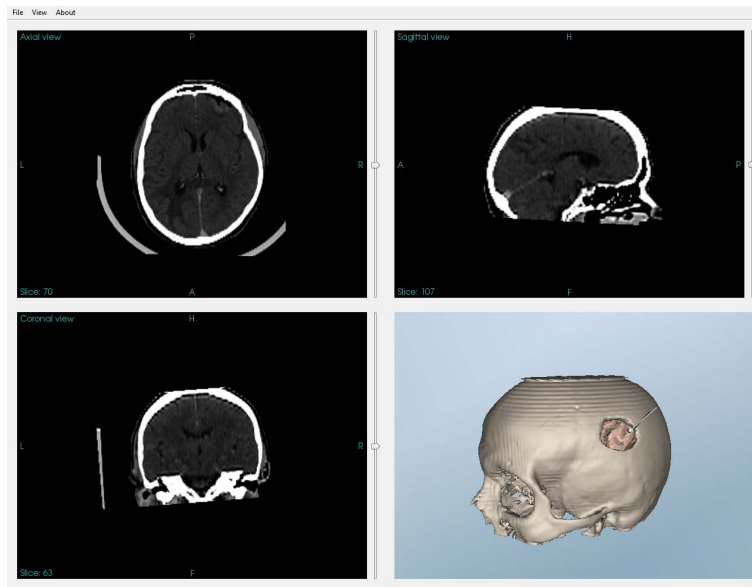 File View About
Axial view
P
L
R
Slice: 70
A
Sagittal view
H
A
P
Slice: 107
F
Coronal view
H
L
R
Slice: 63
F